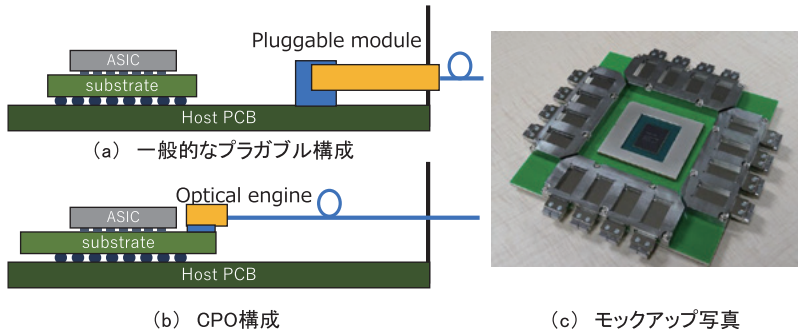 Pluggable module
ASIC
substrate
Host PCB
(a) 一般的なプラガブル構成
Optical engine
ASIC
substrate
Host PCB
(b) CPO構成
(c) モックアップ写真